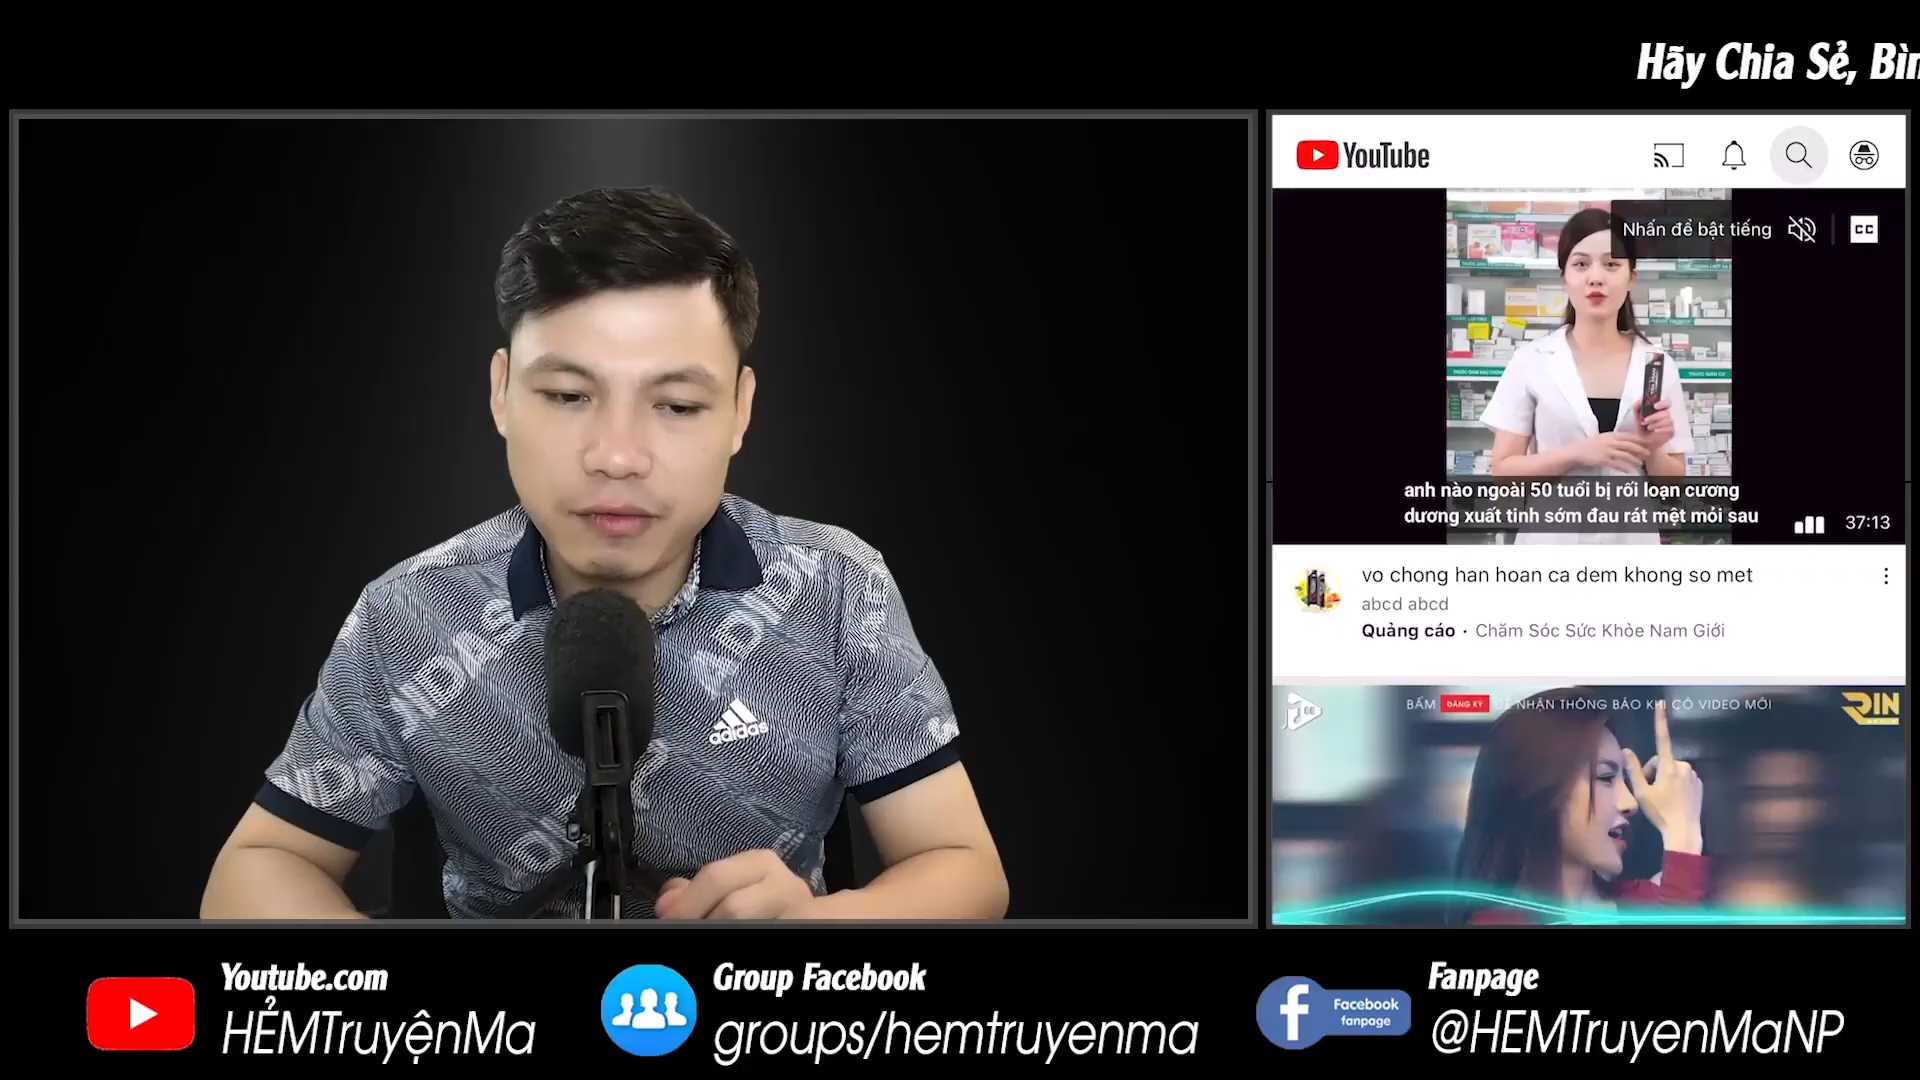 Hãy Chia Sẻ, Bìn
YouTube
Nhấn để bật tiếng
CC
anh nào ngoài 50 tuổi bị rối loạn cương
dương xuất tinh sớm đau rát mệt mỏi sau
37:13
vo chong han hoan ca dem khong so met
abcd abcd
Quảng cáo · Chăm Sóc Sức Khỏe Nam Giới
BẤM ĐĂNG KÝ ĐỂ NHẬN THÔNG BÁO KHI CÓ VIDEO MỚI
RIN
adidas
Youtube.com
HẺMTruyệnMa
Group Facebook
groups/hemtruyenma
Facebook
fanpage
Fanpage
@HEMTruyenMaNP